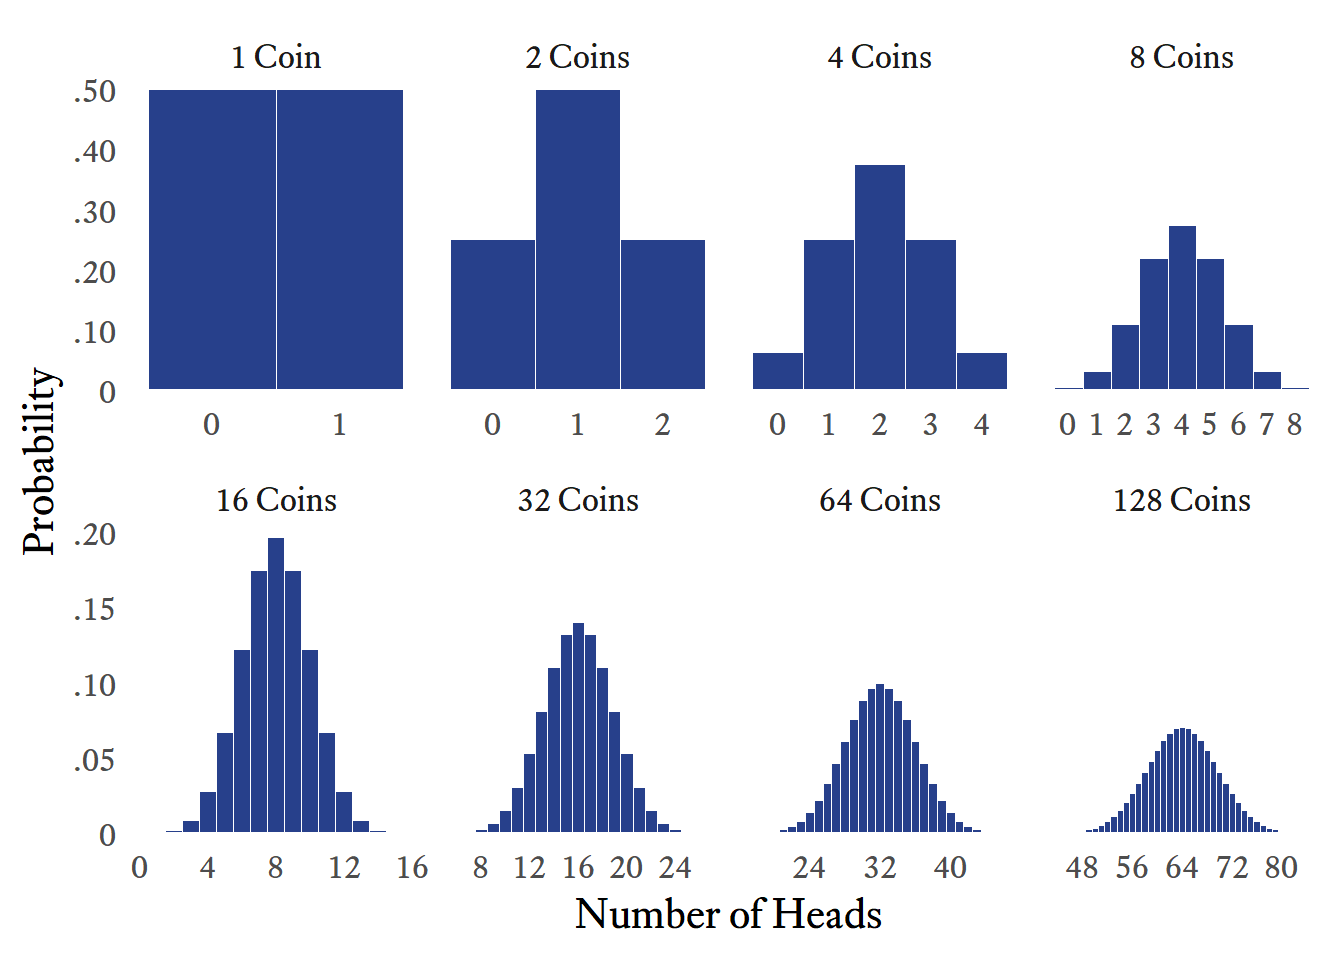 1 Coin 2 Coins 4 Coins 8 Coins
.50
.40
.30
.20
.10
0
0 1 0 1 2 0 1 2 3 4 0 1 2 3 4 5 6 7 8
Probability
16 Coins 32 Coins 64 Coins 128 Coins
.20
.15
.10
.05
0
0 4 8 12 16 8 12 16 20 24 24 32 40 48 56 64 72 80
Number of Heads